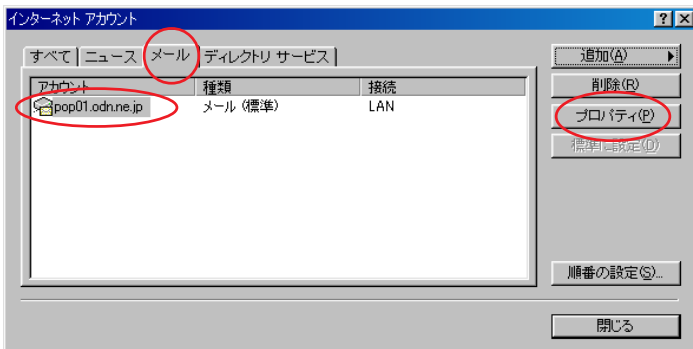 インターネット アカウント
すべて ニュース メール ディレクトリ サービス
アカウント 種類 接続
pop01.odn.ne.jp メール (標準) LAN
追加(A)
削除(R)
プロパティ(P)
標準に設定(D)
順番の設定(S)...
閉じる